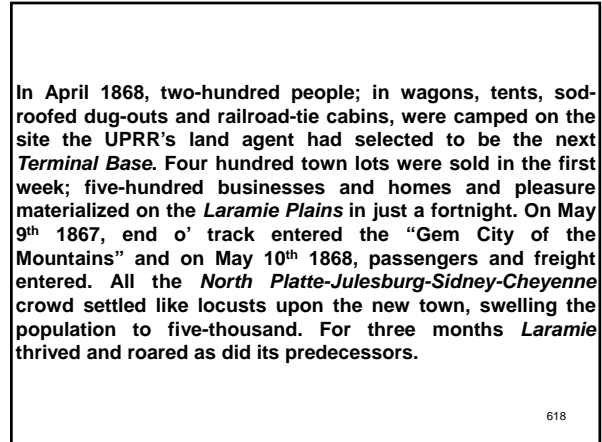 In April 1868, two-hundred people; in wagons, tents, sod-
roofed dug-outs and railroad-tie cabins, were camped on the
site the UPRR's land agent had selected to be the next
Terminal Base. Four hundred town lots were sold in the first
week; five-hundred businesses and homes and pleasure
materialized on the Laramie Plains in just a fortnight. On May
9th 1867, end o' track entered the “Gem City of the
Mountains” and on May 10th 1868, passengers and freight
entered. All the North Platte-Julesburg-Sidney-Cheyenne
crowd settled like locusts upon the new town, swelling the
population to five-thousand. For three months Laramie
thrived and roared as did its predecessors.
618